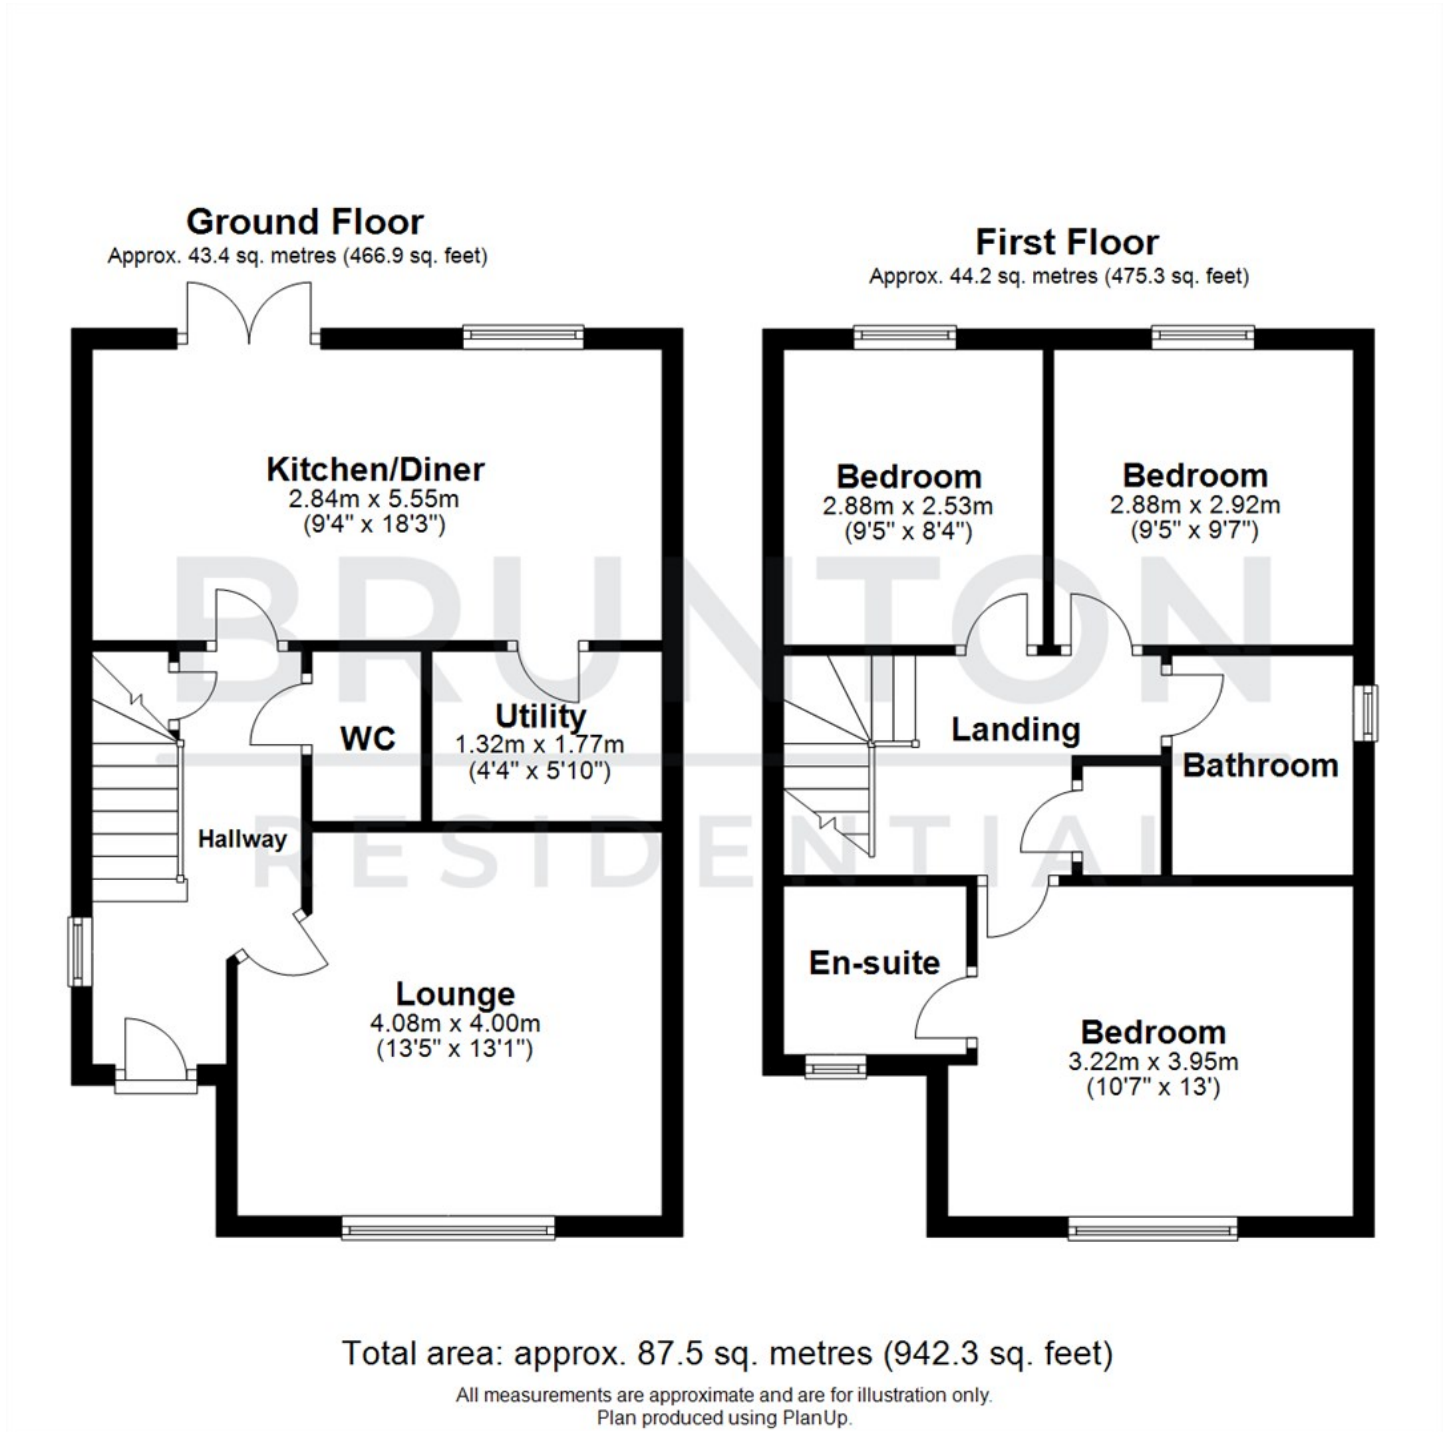 Ground Floor
Approx. 43.4 sq. metres (466.9 sq. feet)
First Floor
Approx. 44.2 sq. metres (475.3 sq. feet)
Kitchen/Diner
2.84m x 5.55m
(9'4" x 18'3")
Bedroom
2.88m x 2.53m
(9'5" x 8'4")
Bedroom
2.88m x 2.92m
(9'5" x 9'7")
BRUNTON
RESIDENTIAL
WC
Utility
1.32m x 1.77m
(4'4" x 5'10")
Landing
Bathroom
Hallway
Lounge
4.08m x 4.00m
(13'5" x 13'1")
En-suite
Bedroom
3.22m x 3.95m
(10'7" x 13')
Total area: approx. 87.5 sq. metres (942.3 sq. feet)
All measurements are approximate and are for illustration only.
Plan produced using PlanUp.